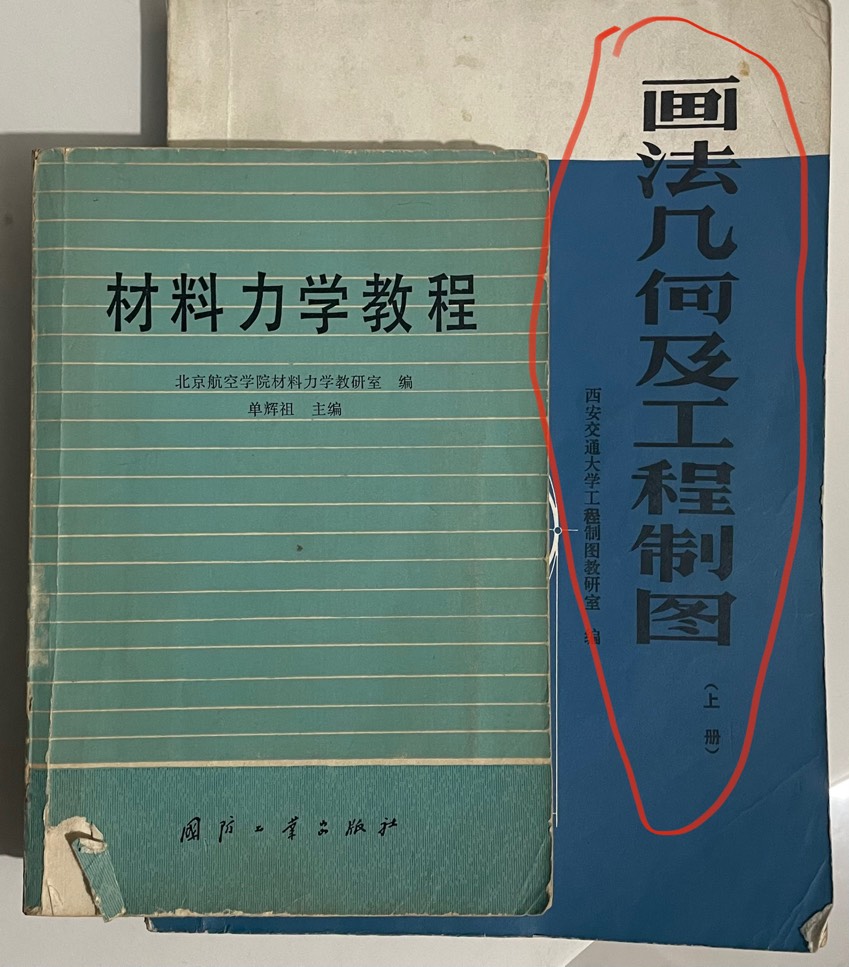 材料力学教程
北京航空学院材料力学教研室 编
单辉祖 主编
国防工业出版社
画法几何及工程制图
(上册)
西安交通大学工程制图教研室 编